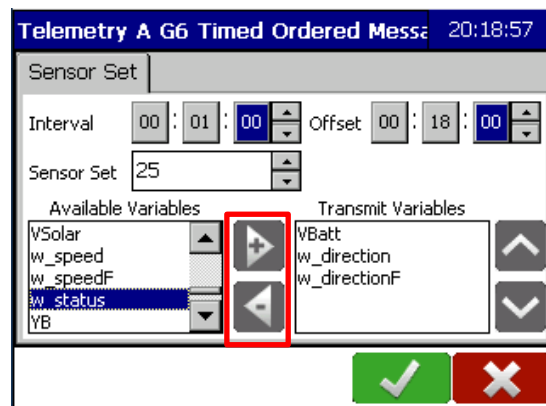 Telemetry A G6 Timed Ordered Messa 20:18:57
Sensor Set
Interval 00 : 01 : 00 Offset 00 : 18 : 00
Sensor Set 25
Available Variables Transmit Variables
VSolar VBatt
w_speed w_direction
w_speedF w_directionF
w_status
YB